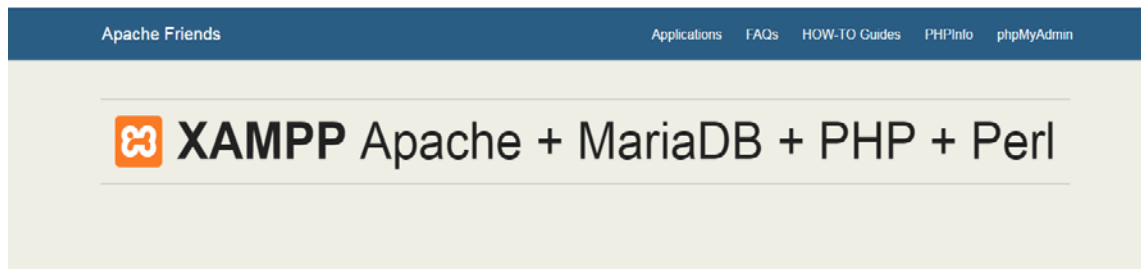 Apache Friends Applications FAQs HOW-TO Guides PHPInfo phpMyAdmin
XAMPP Apache + MariaDB + PHP + Perl